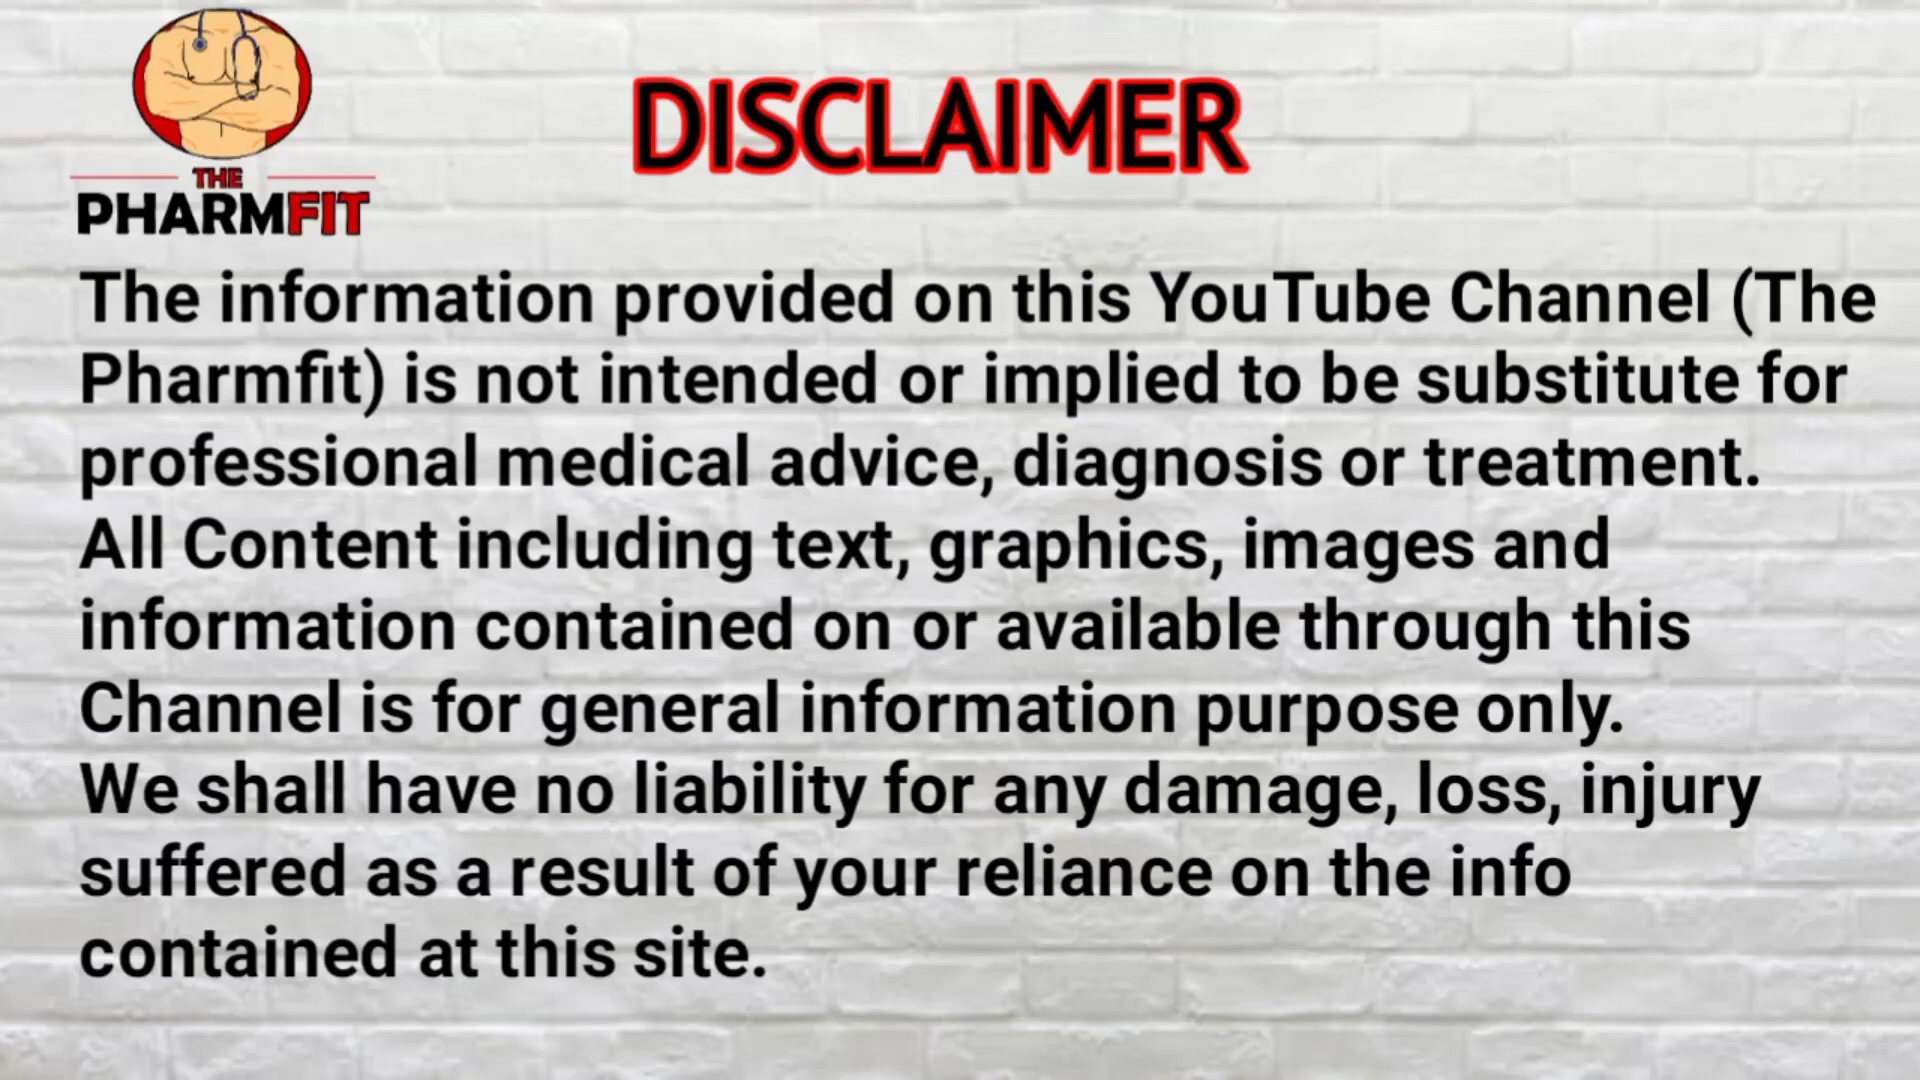 THE
PHARMFIT
DISCLAIMER
The information provided on this YouTube Channel (The
Pharmfit) is not intended or implied to be substitute for
professional medical advice, diagnosis or treatment.
All Content including text, graphics, images and
information contained on or available through this
Channel is for general information purpose only.
We shall have no liability for any damage, loss, injury
suffered as a result of your reliance on the info
contained at this site.